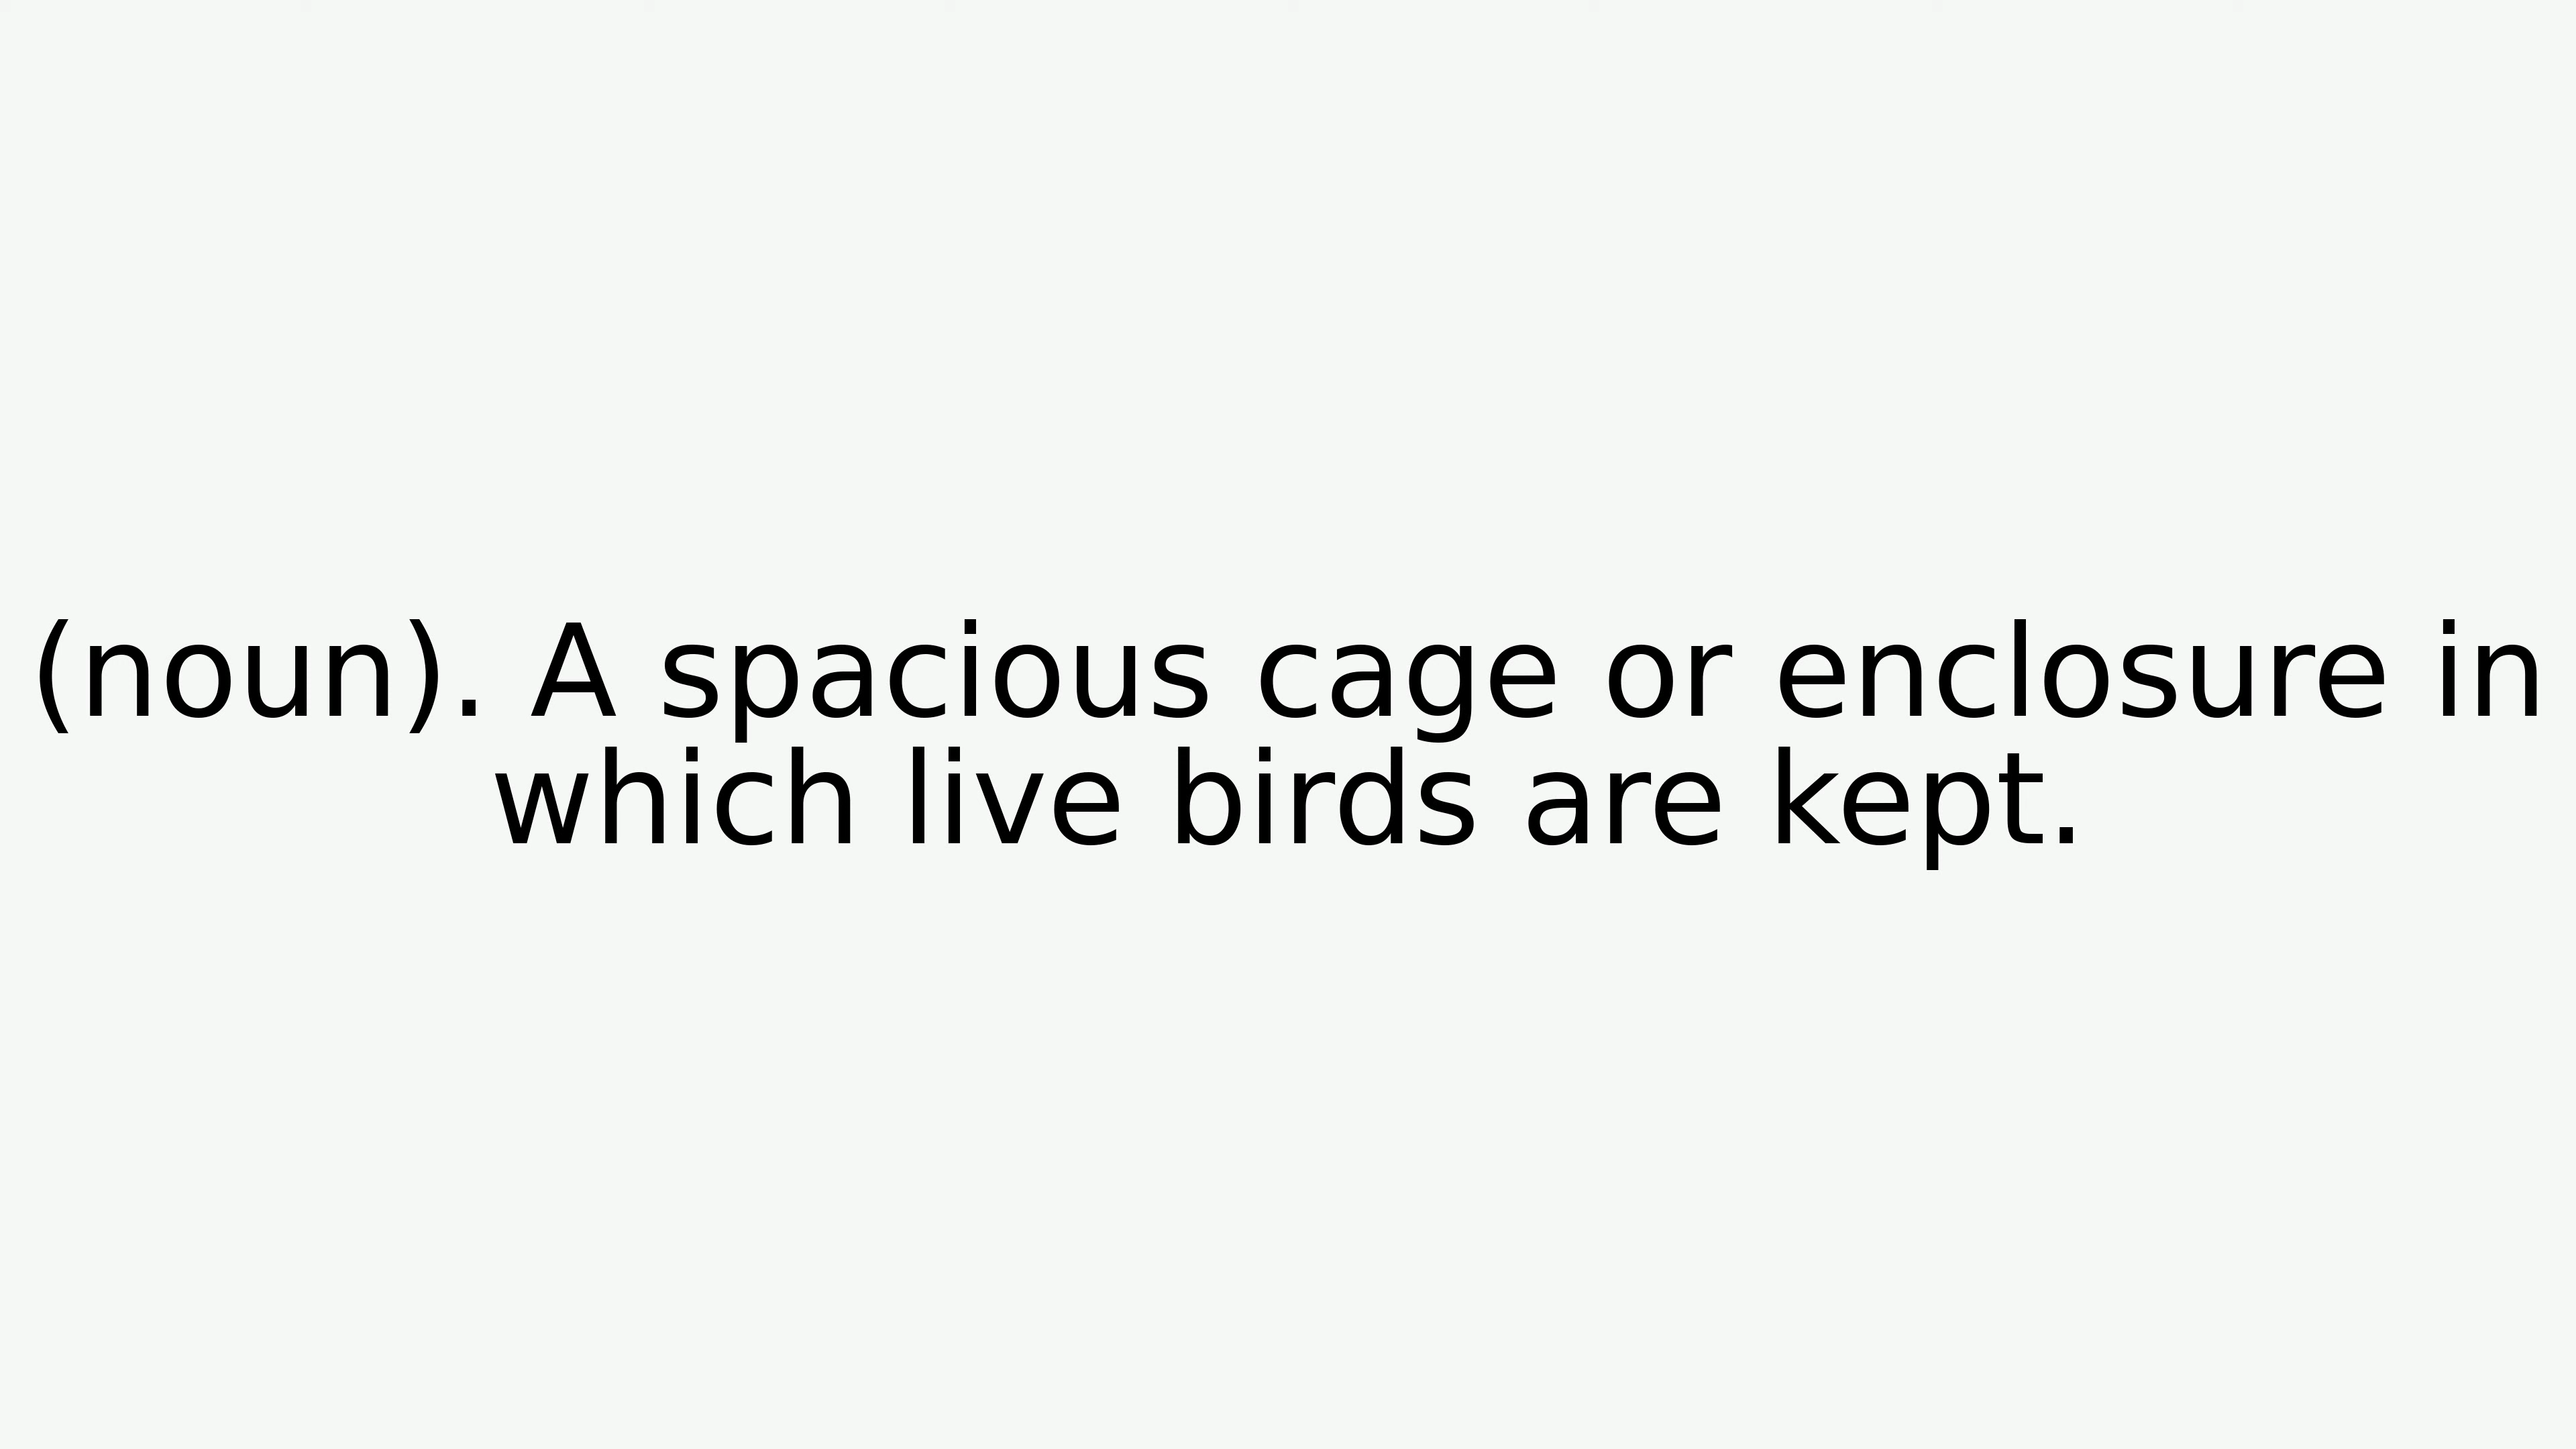 (noun). A spacious cage or enclosure in
which live birds are kept.